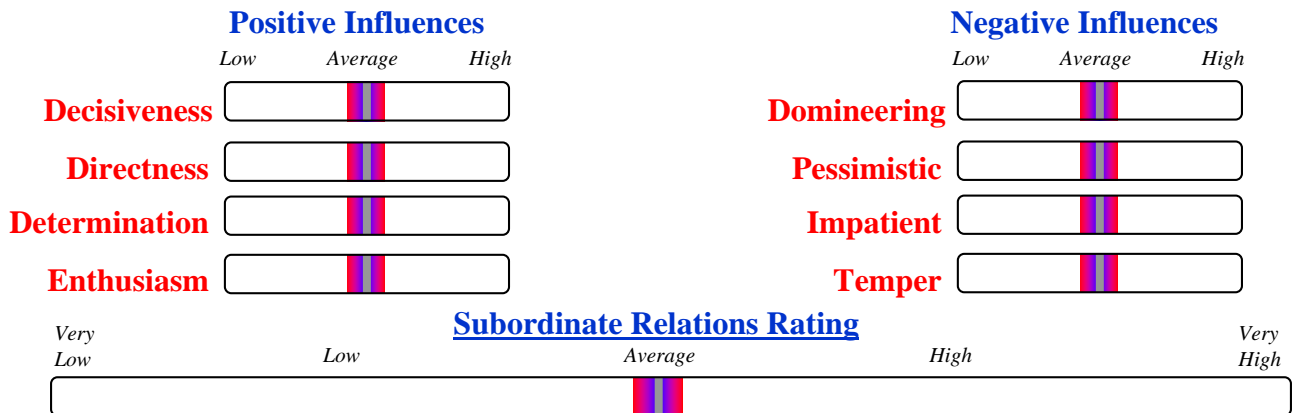 Positive Influences
Low Average High
Decisiveness
Directness
Determination
Enthusiasm
Negative Influences
Low Average High
Domineering
Pessimistic
Impatient
Temper
Subordinate Relations Rating
Very Low Low Average High Very High